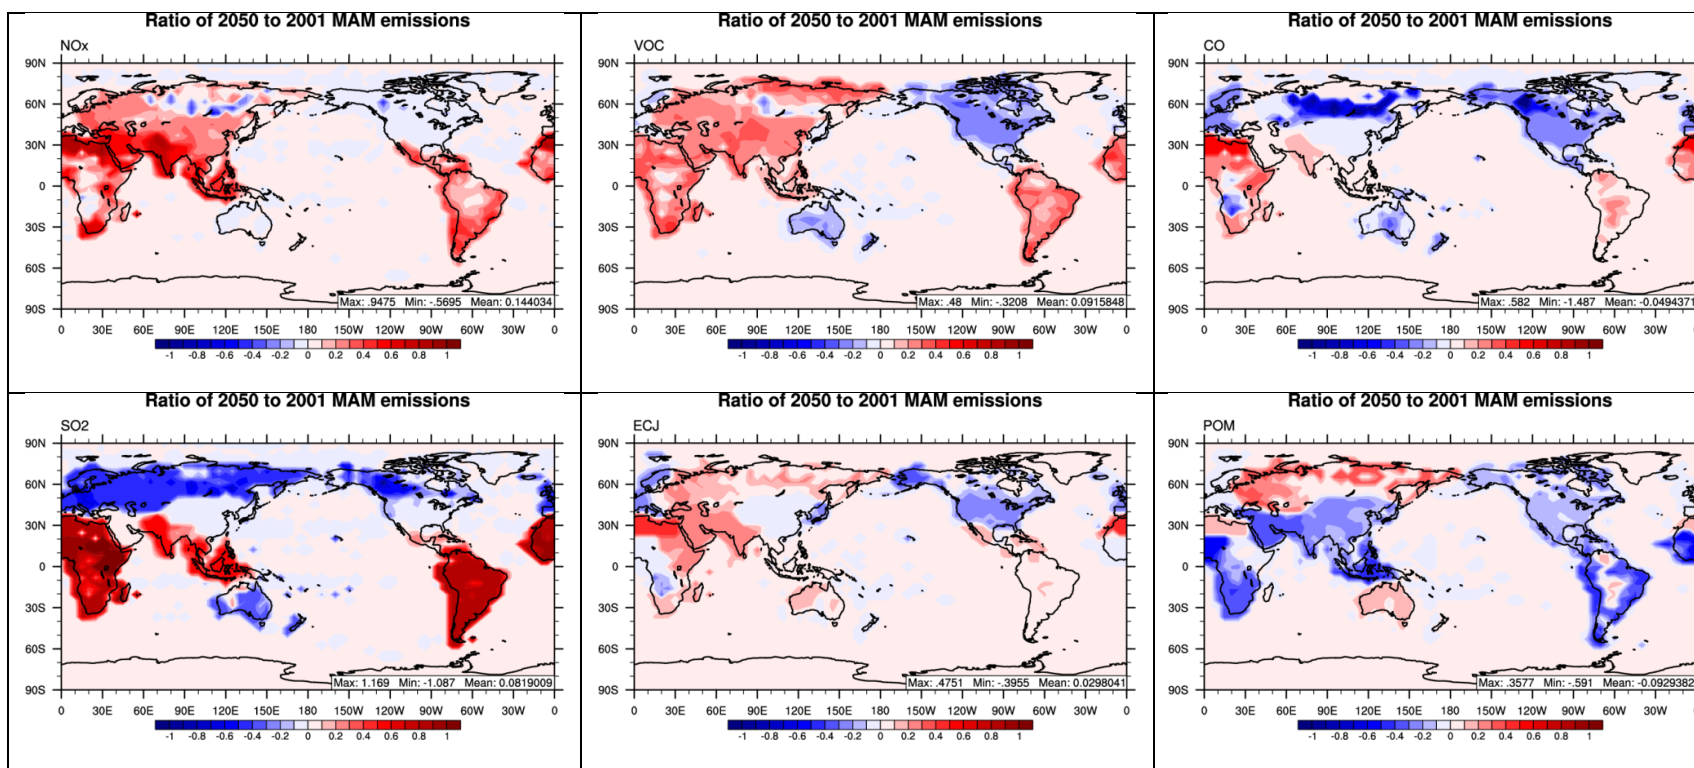 Ratio of 2050 to 2001 MAM emissions
NOx
90N
60N
30N
0
30S
60S
90S
Max: .9475 Min: -.5695 Mean: 0.144034
0 30E 60E 90E 120E 150E 180 150W 120W 90W 60W 30W 0
-1 -0.8 -0.6 -0.4 -0.2 0 0.2 0.4 0.6 0.8 1
Ratio of 2050 to 2001 MAM emissions
VOC
90N
60N
30N
0
30S
60S
90S
Max: .48 Min: -.3208 Mean: 0.0915848
0 30E 60E 90E 120E 150E 180 150W 120W 90W 60W 30W 0
-1 -0.8 -0.6 -0.4 -0.2 0 0.2 0.4 0.6 0.8 1
Ratio of 2050 to 2001 MAM emissions
CO
90N
60N
30N
0
30S
60S
90S
Max: .582 Min: -1.487 Mean: -0.0494371
0 30E 60E 90E 120E 150E 180 150W 120W 90W 60W 30W
-1 -0.8 -0.6 -0.4 -0.2 0 0.2 0.4 0.6 0.8 1
Ratio of 2050 to 2001 MAM emissions
SO2
90N
60N
30N
0
30S
60S
90S
Max: 1.169 Min: -1.087 Mean: 0.0819009
0 30E 60E 90E 120E 150E 180 150W 120W 90W 60W 30W 0
-1 -0.8 -0.6 -0.4 -0.2 0 0.2 0.4 0.6 0.8 1
Ratio of 2050 to 2001 MAM emissions
ECJ
90N
60N
30N
0
30S
60S
90S
Max: .4751 Min: -.3955 Mean: 0.0298041
0 30E 60E 90E 120E 150E 180 150W 120W 90W 60W 30W 0
-1 -0.8 -0.6 -0.4 -0.2 0 0.2 0.4 0.6 0.8 1
Ratio of 2050 to 2001 MAM emissions
POM
90N
60N
30N
0
30S
60S
90S
Max: .3577 Min: -.591 Mean: -0.0929382
0 30E 60E 90E 120E 150E 180 150W 120W 90W 60W 30W
-1 -0.8 -0.6 -0.4 -0.2 0 0.2 0.4 0.6 0.8 1